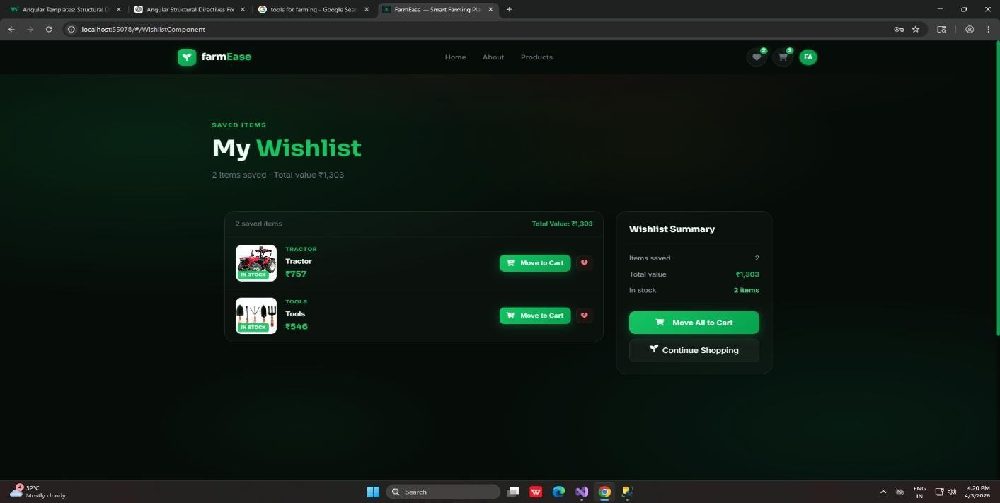 Angular Templates: Structural D
Angular Structural Directives Fix
tools for farming - Google Sear
FarmEase — Smart Farming Pla
localhost:55078/#/WishlistComponent
farmEase
Home
About
Products
2
2
FA
SAVED ITEMS
My Wishlist
2 items saved · Total value ₹1,303
2 saved items
Total Value: ₹1,303
IN STOCK
TRACTOR
Tractor
₹757
Move to Cart
IN STOCK
TOOLS
Tools
₹546
Move to Cart
Wishlist Summary
Items saved 2
Total value ₹1,303
In stock 2 items
Move All to Cart
Continue Shopping
4
32°C
Mostly cloudy
Search
ENG
IN
4:20 PM
4/3/2026